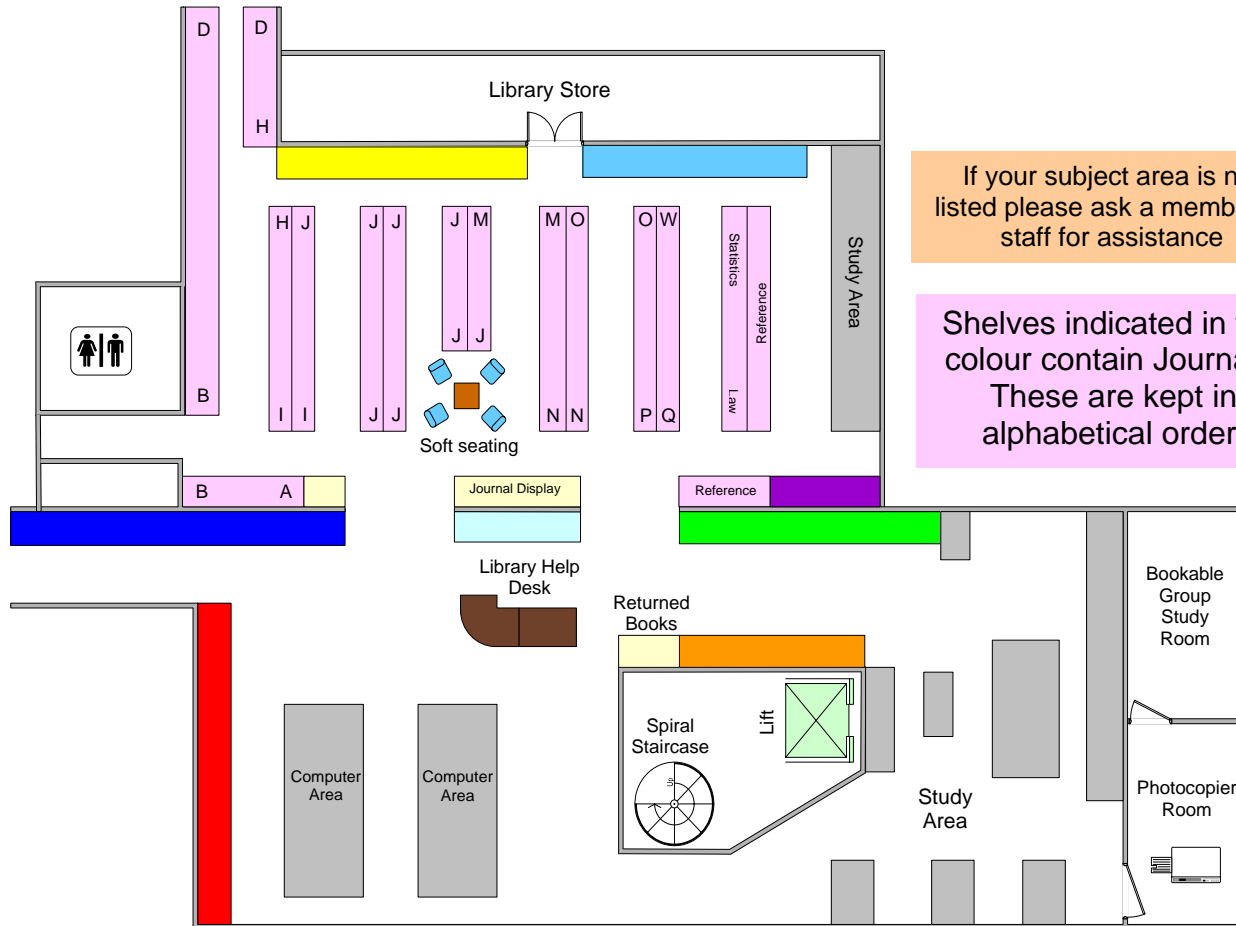 D
D
H
Library Store
If your subject area is
listed please ask a
staff for assistance
H J
J J
J M
M O
O W
Statistics
Reference
Law
Study Area
Shelves indicated in
colour contain
These are kept in
alphabetical order
J J
B
I I
J J
N N
P Q
Soft seating
B A
Journal Display
Reference
Library Help
Desk
Returned
Books
Bookable
Group
Study
Room
Lift
Spiral
Staircase
Computer
Area
Computer
Area
Study
Area
Photocopier
Room